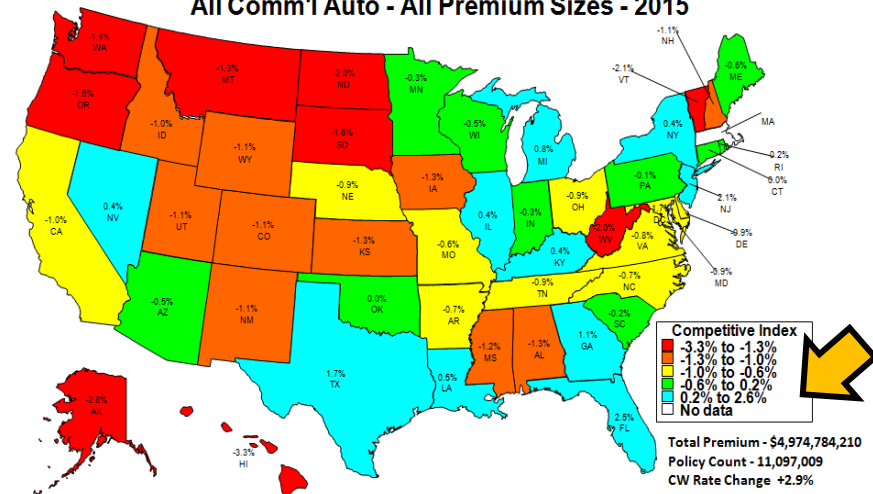 All Comm'l Auto - All Premium Sizes - 2015
-1.4%
WA
-1.5%
OR
-1.0%
CA
0.4%
NV
-1.0%
ID
-1.3%
MT
-1.1%
WY
-1.1%
UT
-1.1%
CO
-0.5%
AZ
-1.1%
NM
-2.0%
ND
-1.6%
SD
-0.9%
NE
-1.3%
KS
0.0%
OK
1.7%
TX
-0.3%
MN
-1.3%
IA
-0.6%
MO
-0.7%
AR
0.5%
LA
-0.5%
WI
0.4%
IL
0.8%
MI
-0.3%
IN
-0.9%
OH
0.4%
KY
-0.9%
TN
-1.2%
MS
-1.3%
AL
1.1%
GA
2.5%
FL
-0.2%
SC
-0.7%
NC
-0.8%
VA
-2.0%
WV
-0.1%
PA
0.4%
NY
-2.1%
VT
-1.1%
NH
-0.6%
ME
MA
0.2%
RI
0.0%
CT
2.1%
NJ
-0.9%
DE
-0.9%
MD
-2.8%
AK
-3.3%
HI
Competitive Index
-3.3% to -1.3%
-1.3% to -1.0%
-1.0% to -0.6%
-0.6% to 0.2%
0.2% to 2.6%
No data
Total Premium - $4,974,784,210
Policy Count - 11,097,009
CW Rate Change +2.9%